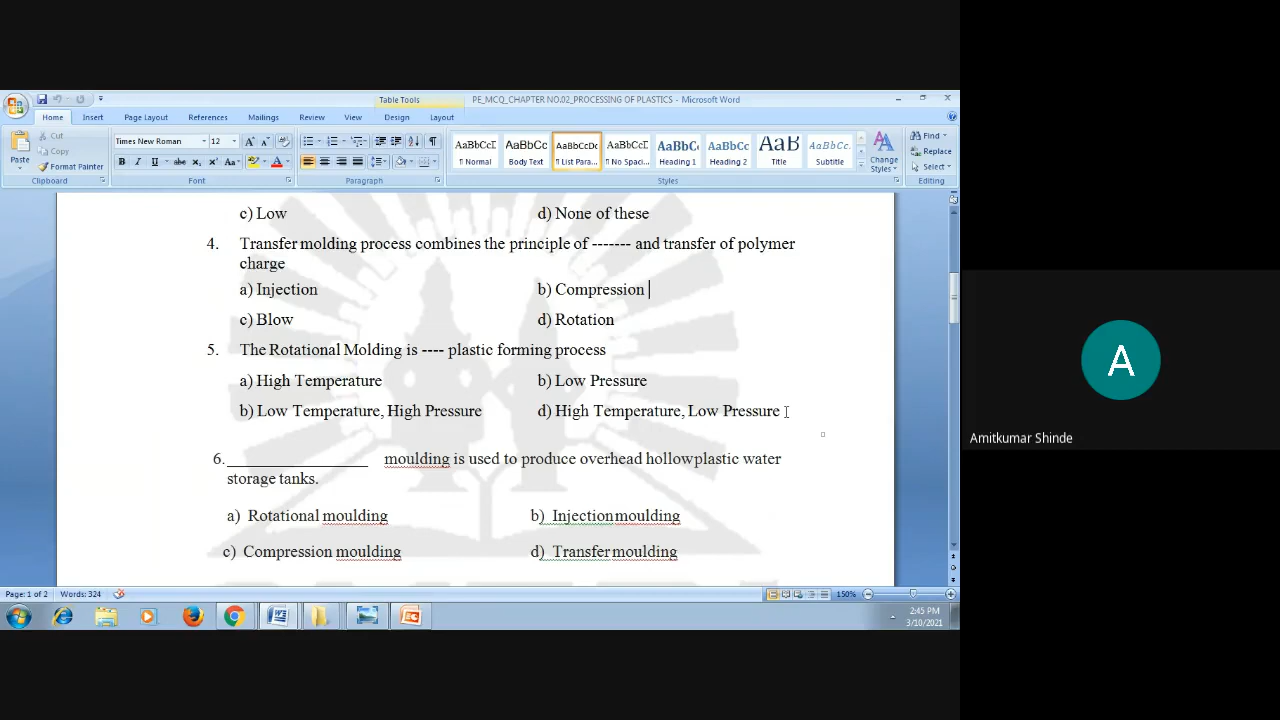 Table Tools
PE_MCQ_CHAPTER NO.02_PROCESSING OF PLASTICS - Microsoft Word
Home Insert Page Layout References Mailings Review View Design Layout
Paste
Cut
Copy
Format Painter
Clipboard
Times New Roman 12
Font
Paragraph
AaBbCcI AaBbCc AaBbCcDc AaBbCcI AaBbC AaBbCc AaB AaBbCc.
¶ Normal Body Text ¶ List Para... ¶ No Spaci... Heading 1 Heading 2 Title Subtitle
Styles
Change Styles
Find
Replace
Select
Editing
c) Low d) None of these
4. Transfer molding process combines the principle of ------- and transfer of polymer
charge
a) Injection b) Compression
c) Blow d) Rotation
5. The Rotational Molding is ---- plastic forming process
a) High Temperature b) Low Pressure
b) Low Temperature, High Pressure d) High Temperature, Low Pressure
6. ________________ moulding is used to produce overhead hollow plastic water
storage tanks.
a) Rotational moulding b) Injection moulding
c) Compression moulding d) Transfer moulding
Page: 1 of 2 Words: 324 150%
2:45 PM
3/10/2021
A
Amitkumar Shinde